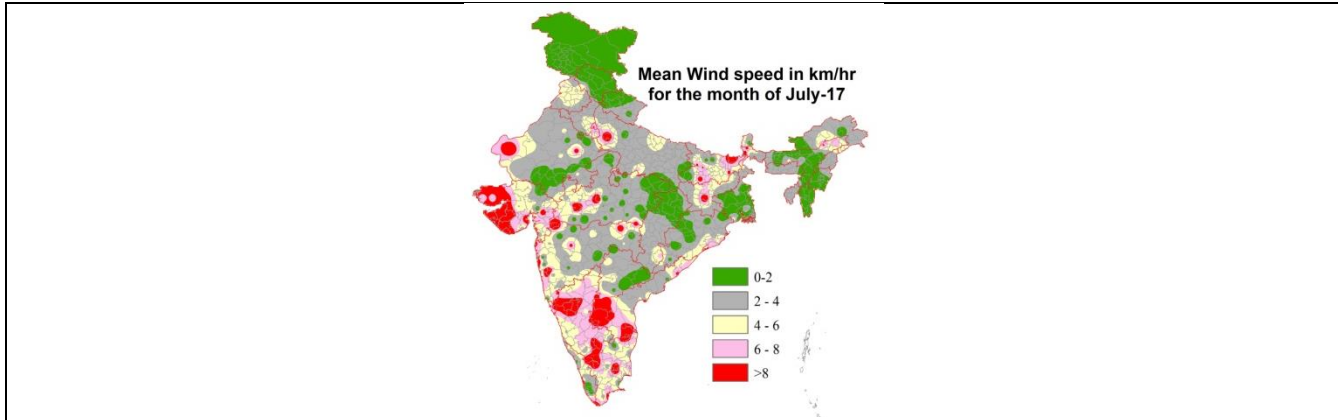 Mean Wind speed in km/hr
for the month of July-17
0-2
2 - 4
4 - 6
6 - 8
>8